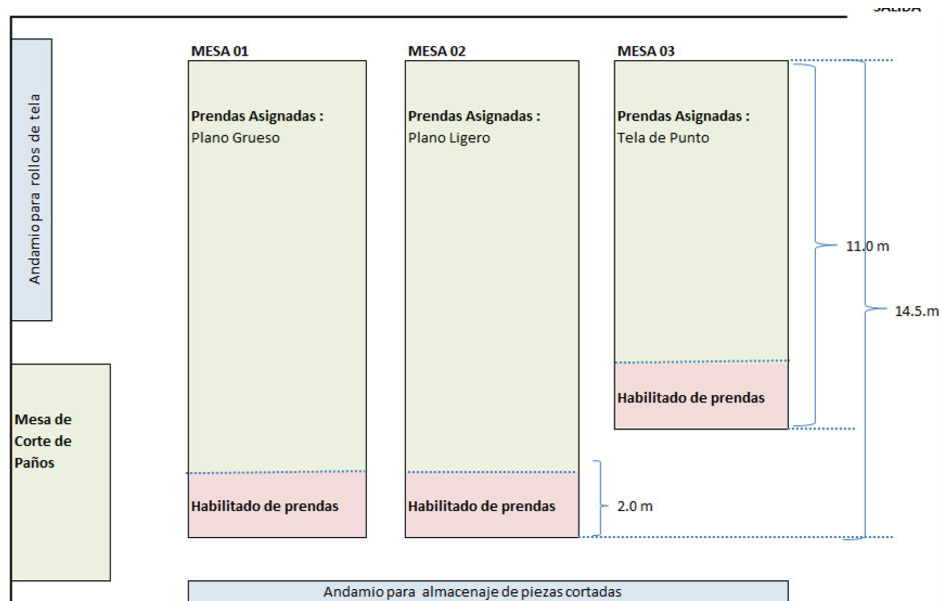 SALIDA
MESA 01
MESA 02
MESA 03
Andamio para rollos de tela
Prendas Asignadas :
Plano Grueso
Prendas Asignadas :
Plano Ligero
Prendas Asignadas :
Tela de Punto
11.0 m
14.5.m
Habilitado de prendas
Mesa de
Corte de
Paños
Habilitado de prendas
Habilitado de prendas
2.0 m
Andamio para almacenaje de piezas cortadas